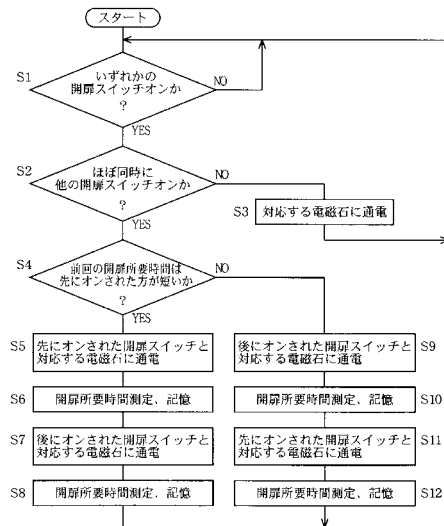 スタート
S1
いずれかの
開扉スイッチオンか
?
NO
YES
S2
ほぼ同時に
他の開扉スイッチオンか
?
NO
YES
S3
対応する電磁石に通電
S4
前回の開扉所要時間は
先にオンされた方が短いか
?
NO
YES
S5
先にオンされた開扉スイッチと
対応する電磁石に通電
後にオンされた開扉スイッチと
対応する電磁石に通電
S9
S6
開扉所要時間測定、記憶
開扉所要時間測定、記憶
S10
S7
後にオンされた開扉スイッチと
対応する電磁石に通電
先にオンされた開扉スイッチと
対応する電磁石に通電
S11
S8
開扉所要時間測定、記憶
開扉所要時間測定、記憶
S12